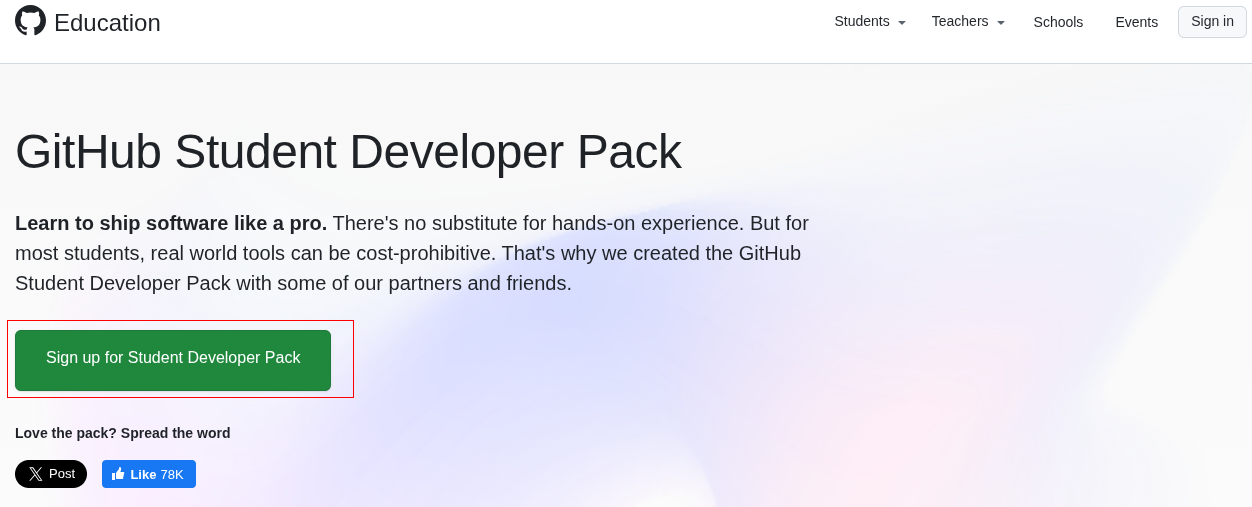 Education
Students
Teachers
Schools
Events
Sign in
GitHub Student Developer Pack
Learn to ship software like a pro. There's no substitute for hands-on experience. But for
most students, real world tools can be cost-prohibitive. That's why we created the GitHub
Student Developer Pack with some of our partners and friends.
Sign up for Student Developer Pack
Love the pack? Spread the word
Post
Like 78K